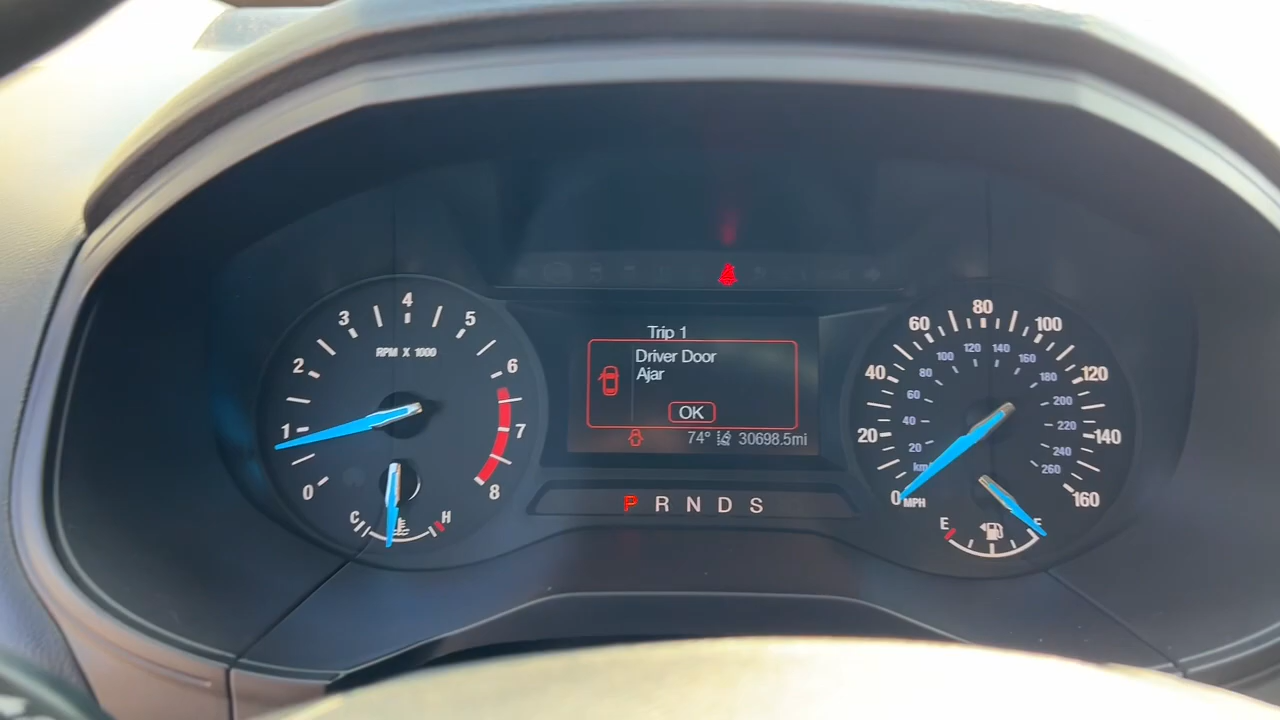 Trip 1
Driver Door
Ajar
OK
74° 30698.5mi
P R N D S
0 1 2 3 4 5 6 7 8
RPM X 1000
C H
0 20 40 60 80 100 120 140 160
MPH
20 40 60 80 100 120 140 160 180 200 220 240 260
km/
E F